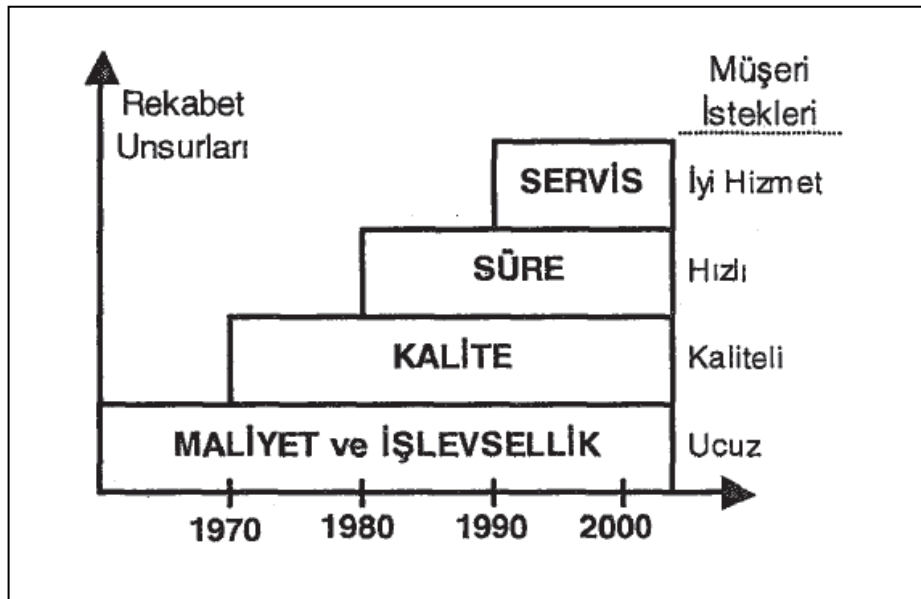 Rekabet
Unsurları
Müşeri
İstekleri
SERVİS
İyi Hizmet
SÜRE
Hızlı
KALİTE
Kaliteli
MALİYET ve İŞLEVSELLİK
Ucuz
1970
1980
1990
2000